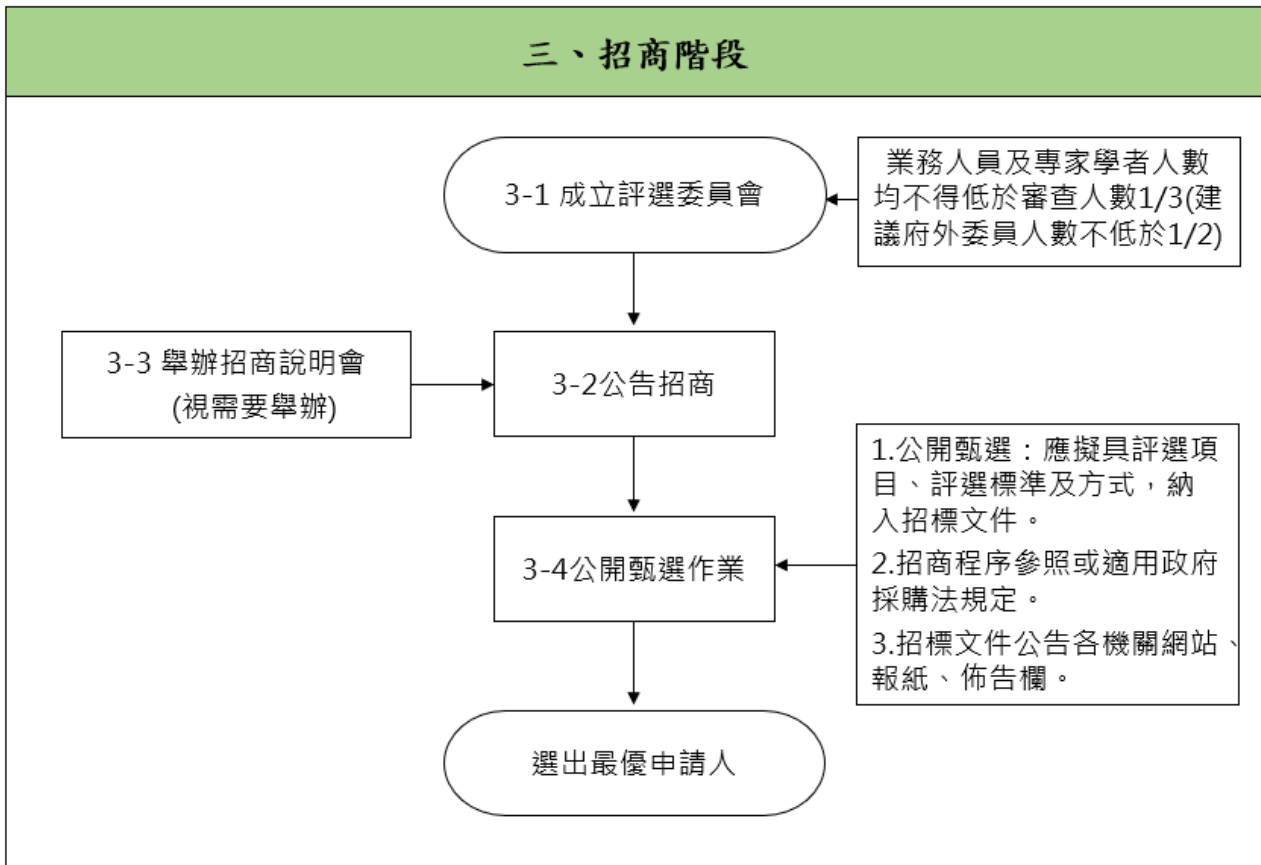 三、招商階段
3-1 成立評選委員會
業務人員及專家學者人數
均不得低於審查人數1/3(建
議府外委員人數不低於1/2)
3-3 舉辦招商說明會
(視需要舉辦)
3-2公告招商
1.公開甄選：應擬具評選項
目、評選標準及方式，納
入招標文件。
2.招商程序參照或適用政府
採購法規定。
3.招標文件公告各機關網站、
報紙、佈告欄。
3-4公開甄選作業
選出最優申請人